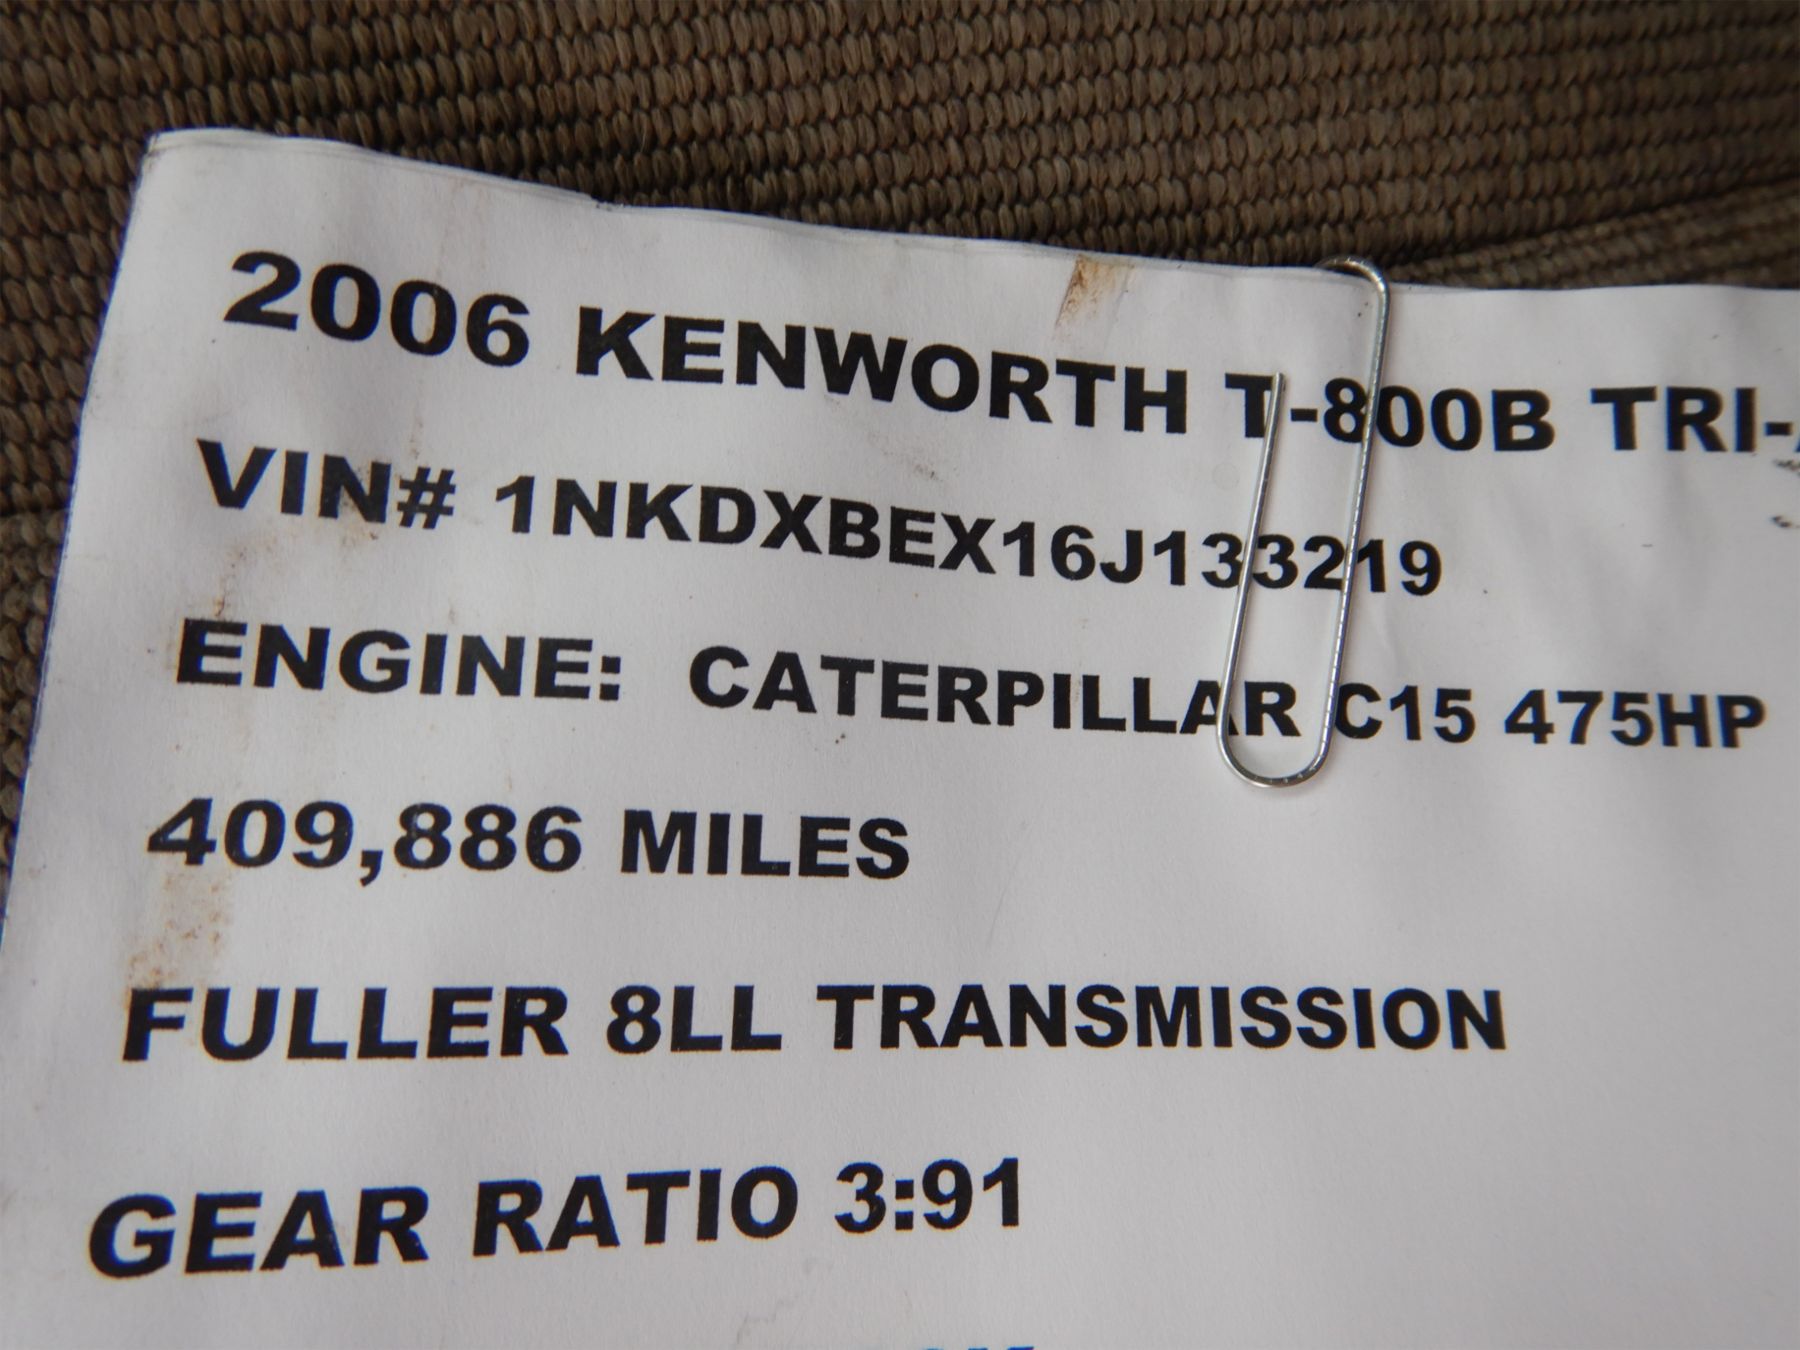 2006 KENWORTH T-800B TRI-
VIN# 1NKDXBEX16J133219
ENGINE: CATERPILLAR C15 475HP
409,886 MILES
FULLER 8LL TRANSMISSION
GEAR RATIO 3:91